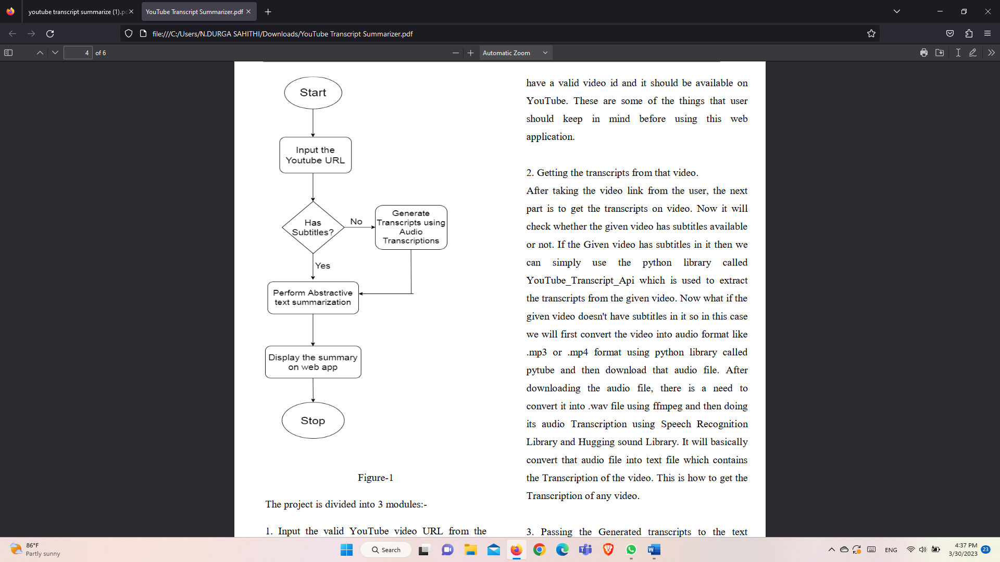 youtube transcript summarize (1).pd
YouTube Transcript Summarizer.pdf
file:///C:/Users/N.DURGA SAHITHI/Downloads/YouTube Transcript Summarizer.pdf
4 of 6
Automatic Zoom
Start
Input the
Youtube URL
Has
Subtitles?
No
Generate
Transcripts using
Audio
Transcriptions
Yes
Perform Abstractive
text summarization
Display the summary
on web app
Stop
Figure-1
The project is divided into 3 modules:-
1. Input the valid YouTube video URL from the
have a valid video id and it should be available on
YouTube. These are some of the things that user
should keep in mind before using this web
application.
2. Getting the transcripts from that video.
After taking the video link from the user, the next
part is to get the transcripts on video. Now it will
check whether the given video has subtitles available
or not. If the Given video has subtitles in it then we
can simply use the python library called
YouTube_Transcript_Api which is used to extract
the transcripts from the given video. Now what if the
given video doesn't have subtitles in it so in this case
we will first convert the video into audio format like
.mp3 or .mp4 format using python library called
pytube and then download that audio file. After
downloading the audio file, there is a need to
convert it into .wav file using ffmpeg and then doing
its audio Transcription using Speech Recognition
Library and Hugging sound Library. It will basically
convert that audio file into text file which contains
the Transcription of the video. This is how to get the
Transcription of any video.
3. Passing the Generated transcripts to the text
86°F
Partly sunny
Search
ENG
4:37 PM
3/30/2023
23